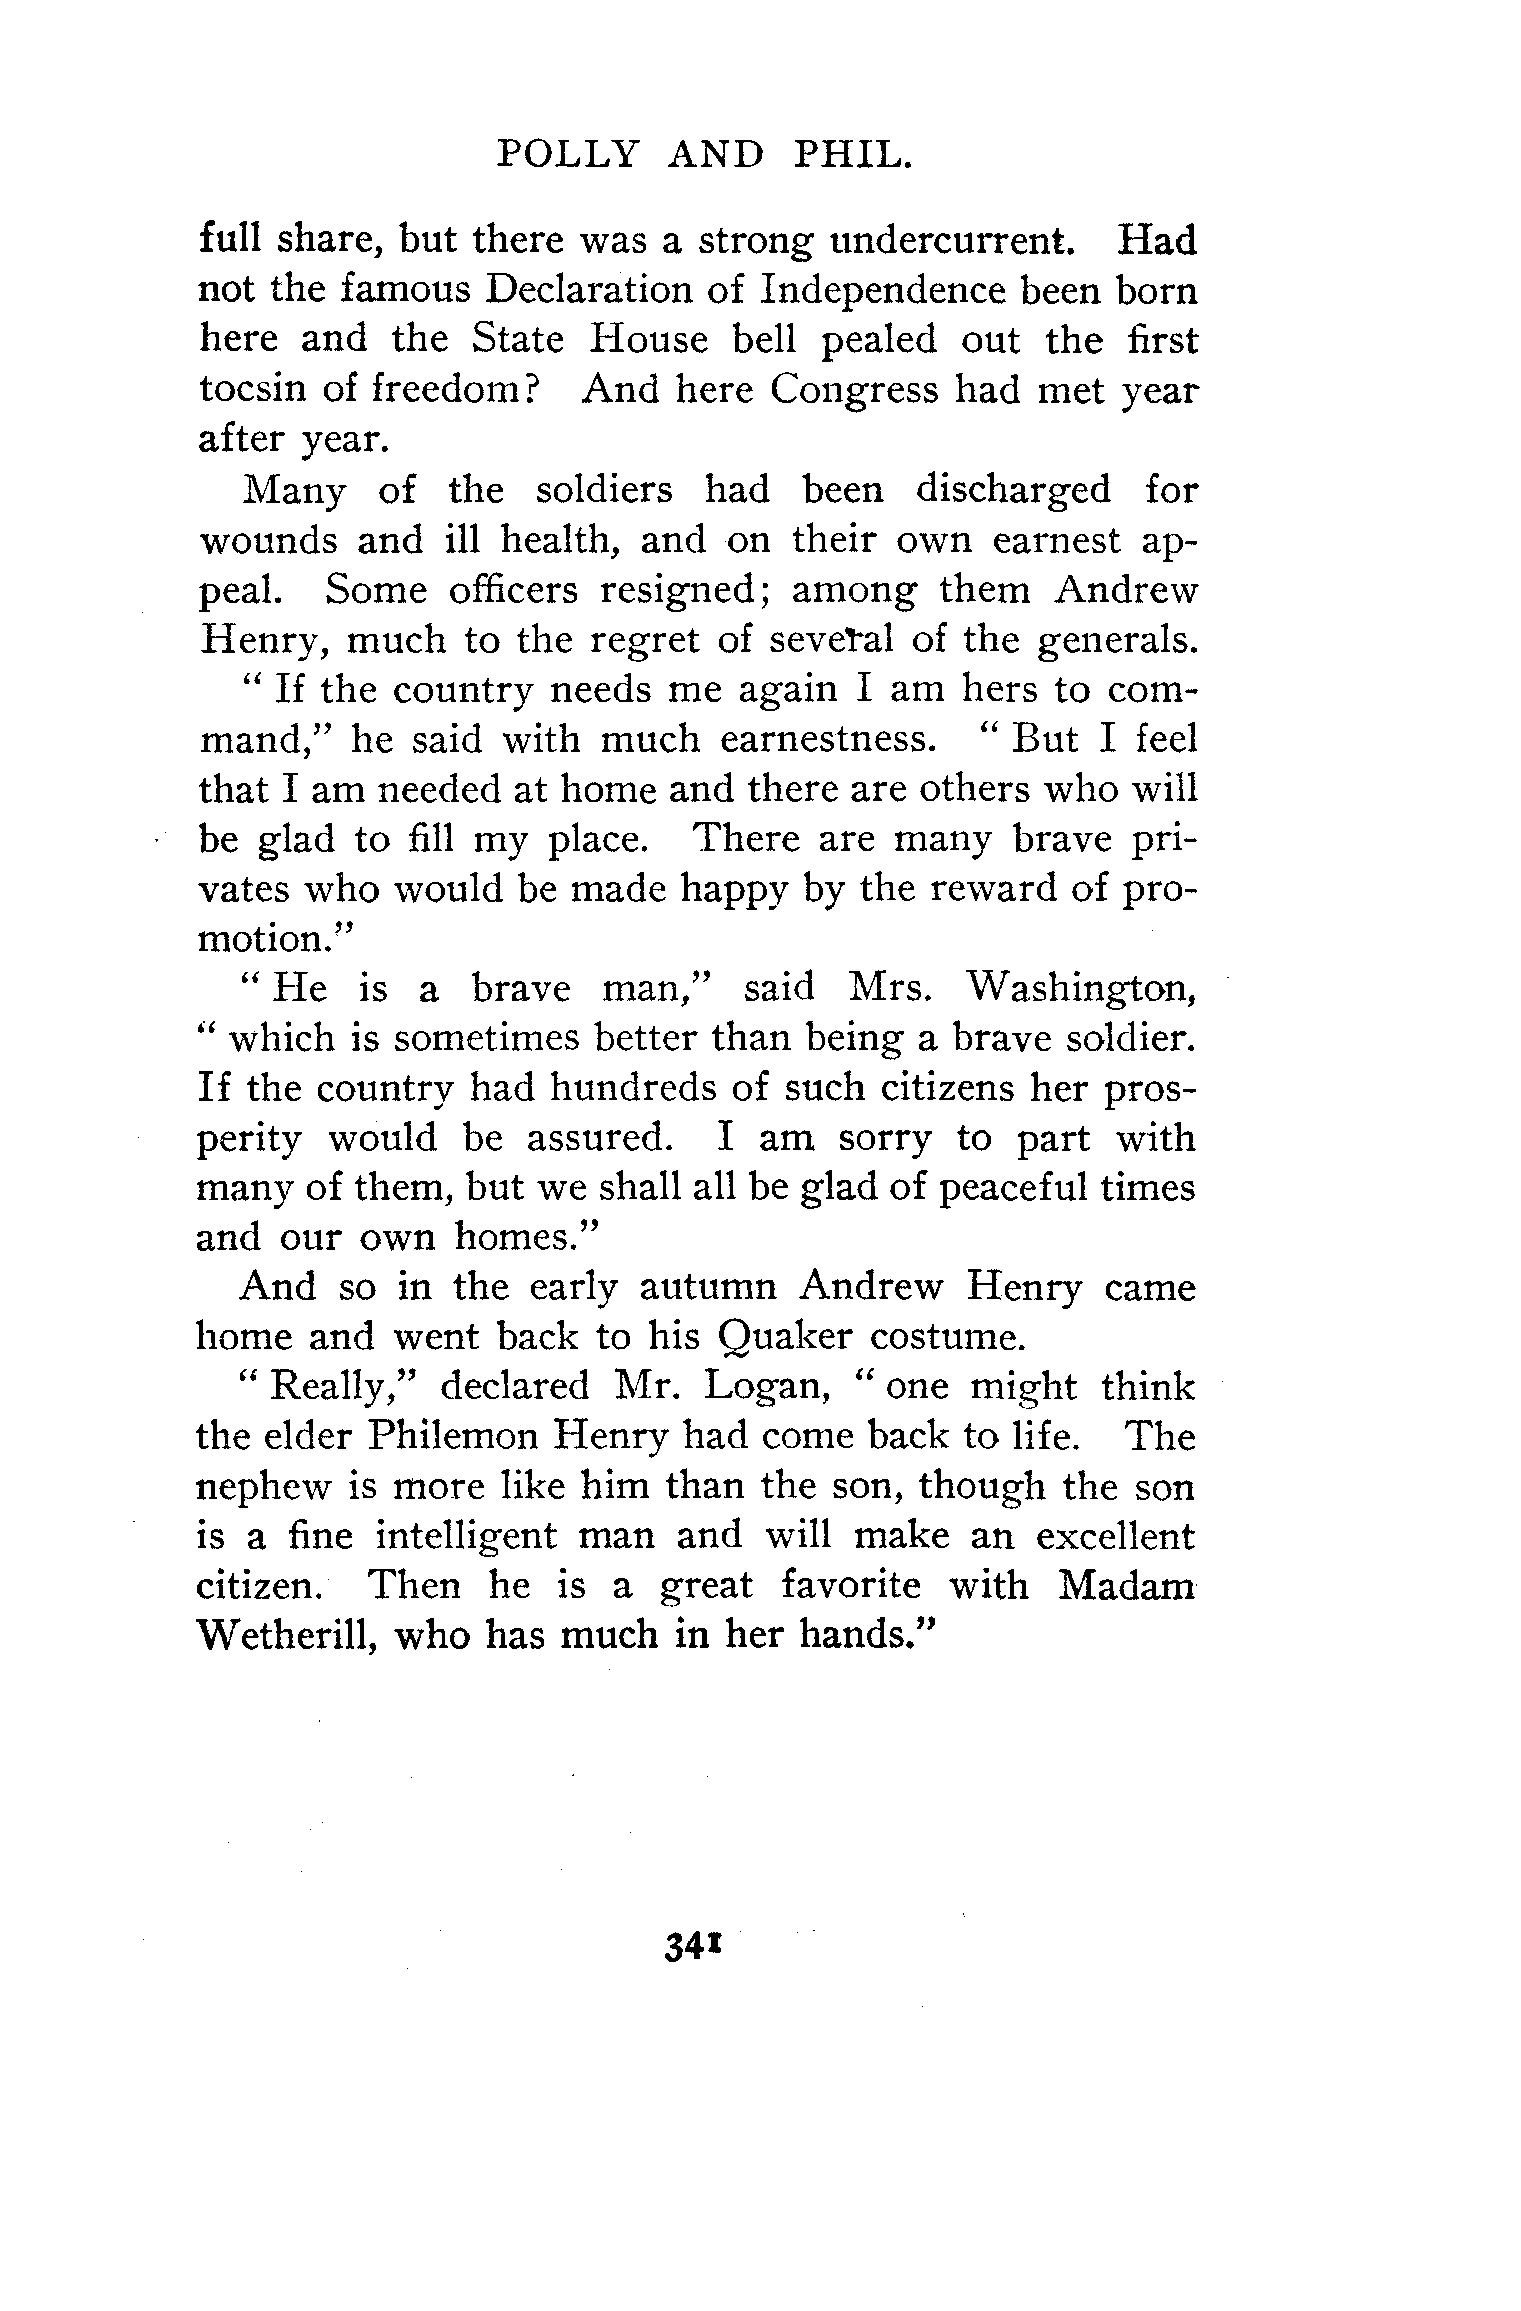 POLLY AND PHIL.
full share, but there was a strong undercurrent. Had
not the famous Declaration of Independence been born
here and the State House bell pealed out the first
tocsin of freedom? And here Congress had met year
after year.
Many of the soldiers had been discharged for
wounds and ill health, and on their own earnest ap-
peal. Some officers resigned; among them Andrew
Henry, much to the regret of several of the generals.
“ If the country needs me again I am hers to com-
mand,” he said with much earnestness. “ But I feel
that I am needed at home and there are others who will
be glad to fill my place. There are many brave pri-
vates who would be made happy by the reward of pro-
motion.”
“ He is a brave man,” said Mrs. Washington,
“ which is sometimes better than being a brave soldier.
If the country had hundreds of such citizens her pros-
perity would be assured. I am sorry to part with
many of them, but we shall all be glad of peaceful times
and our own homes.”
And so in the early autumn Andrew Henry came
home and went back to his Quaker costume.
“ Really,” declared Mr. Logan, “ one might think
the elder Philemon Henry had come back to life. The
nephew is more like him than the son, though the son
is a fine intelligent man and will make an excellent
citizen. Then he is a great favorite with Madam
Wetherill, who has much in her hands.”
341